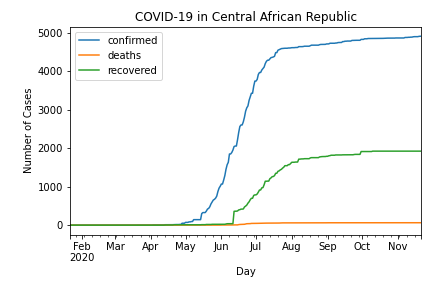 COVID-19 in Central African Republic
confirmed
deaths
recovered
Number of Cases
5000
4000
3000
2000
1000
0
Feb Mar Apr May Jun Jul Aug Sep Oct Nov
2020
Day